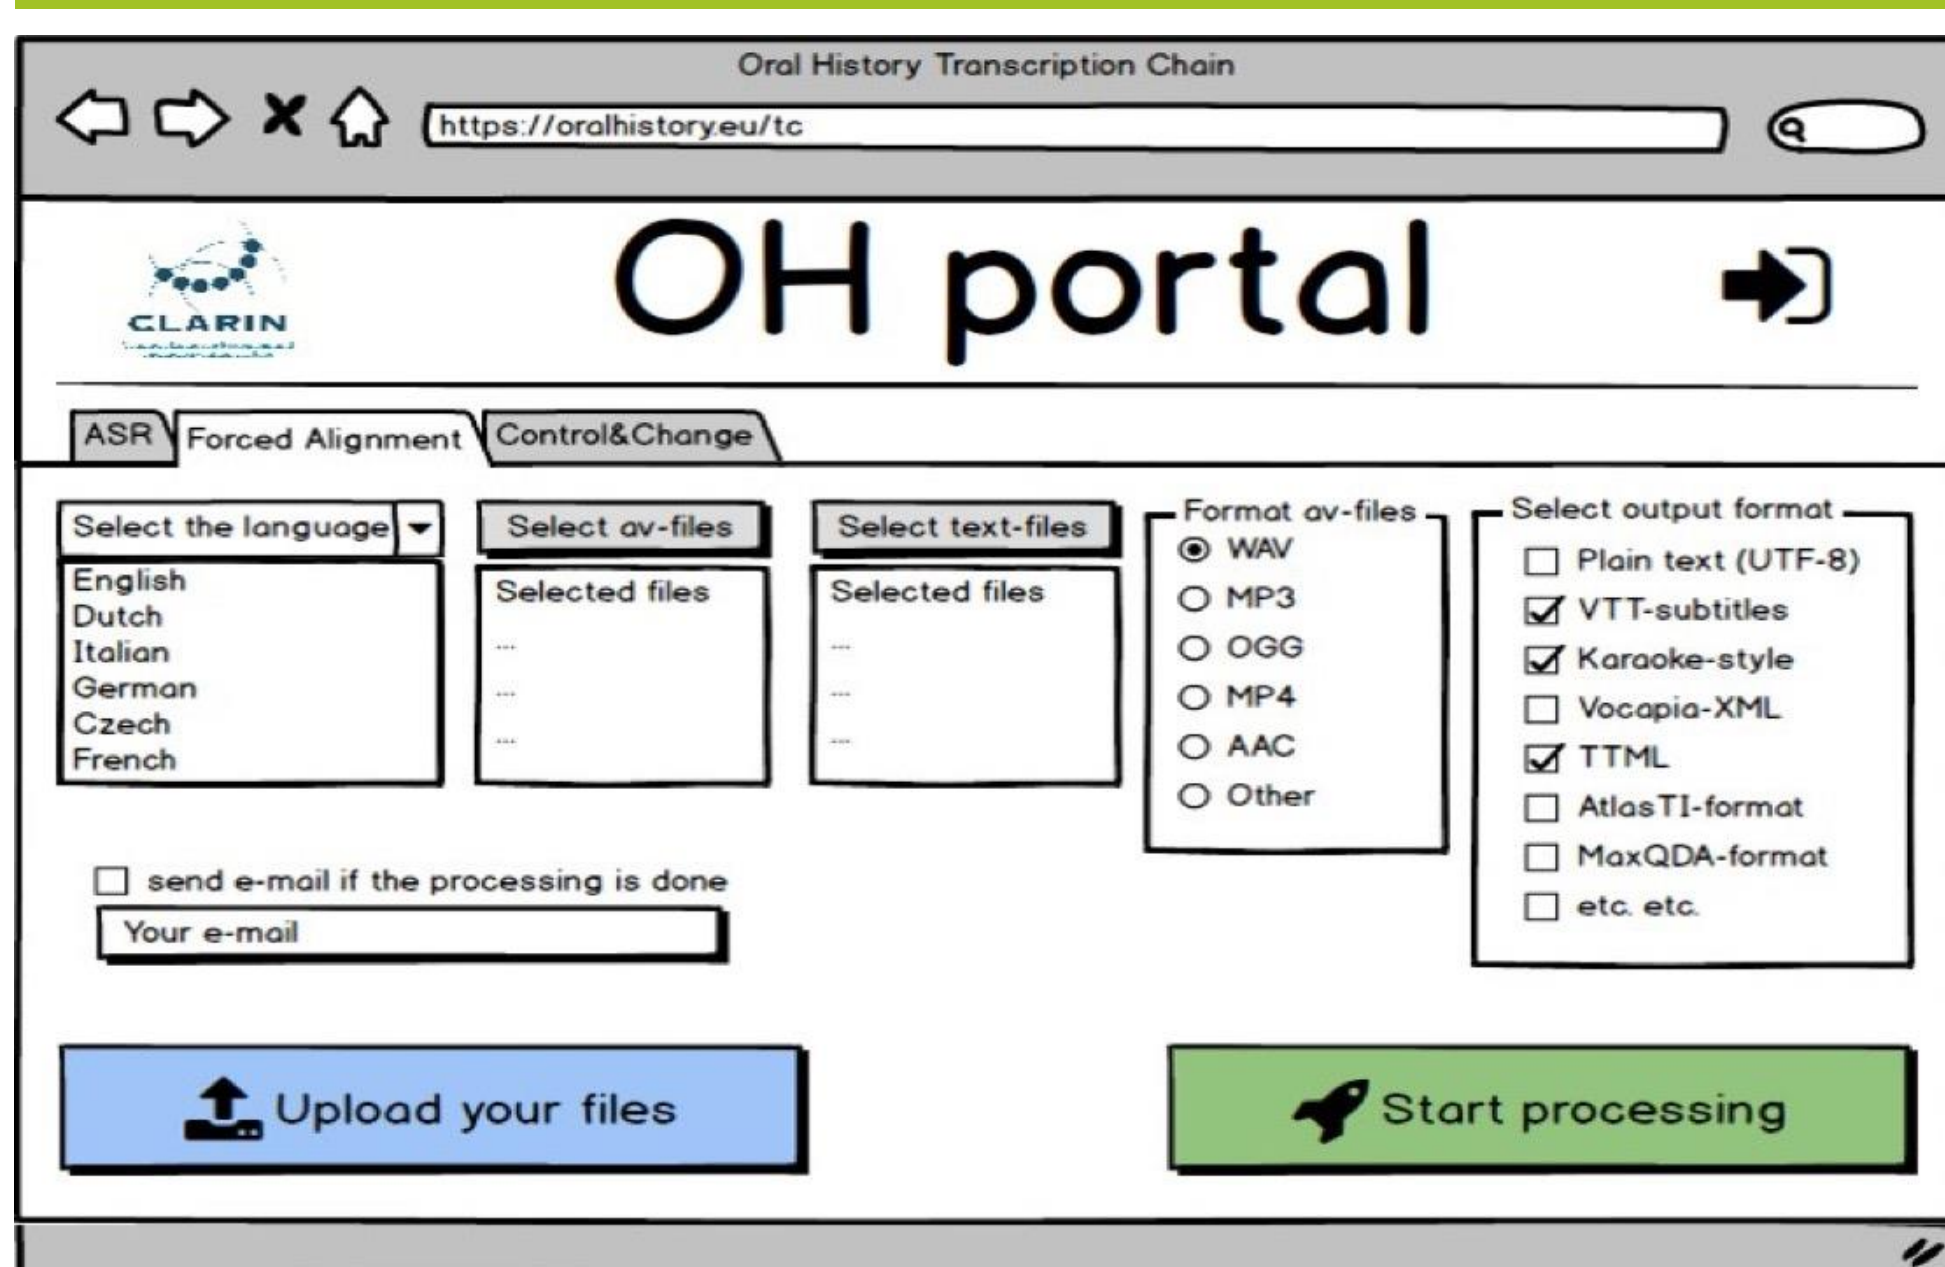 Oral History Transcription Chain
https://oralhistory.eu/tc
CLARIN
OH portal
ASR
Forced Alignment
Control&Change
Select the language
English
Dutch
Italian
German
Czech
French
Select av-files
Selected files
...
...
...
Select text-files
Selected files
...
...
...
Format av-files
WAV
MP3
OGG
MP4
AAC
Other
Select output format
Plain text (UTF-8)
VTT-subtitles
Karaoke-style
Vocapia-XML
TTML
AtlasTI-format
MaxQDA-format
etc. etc.
send e-mail if the processing is done
Your e-mail
Upload your files
Start processing